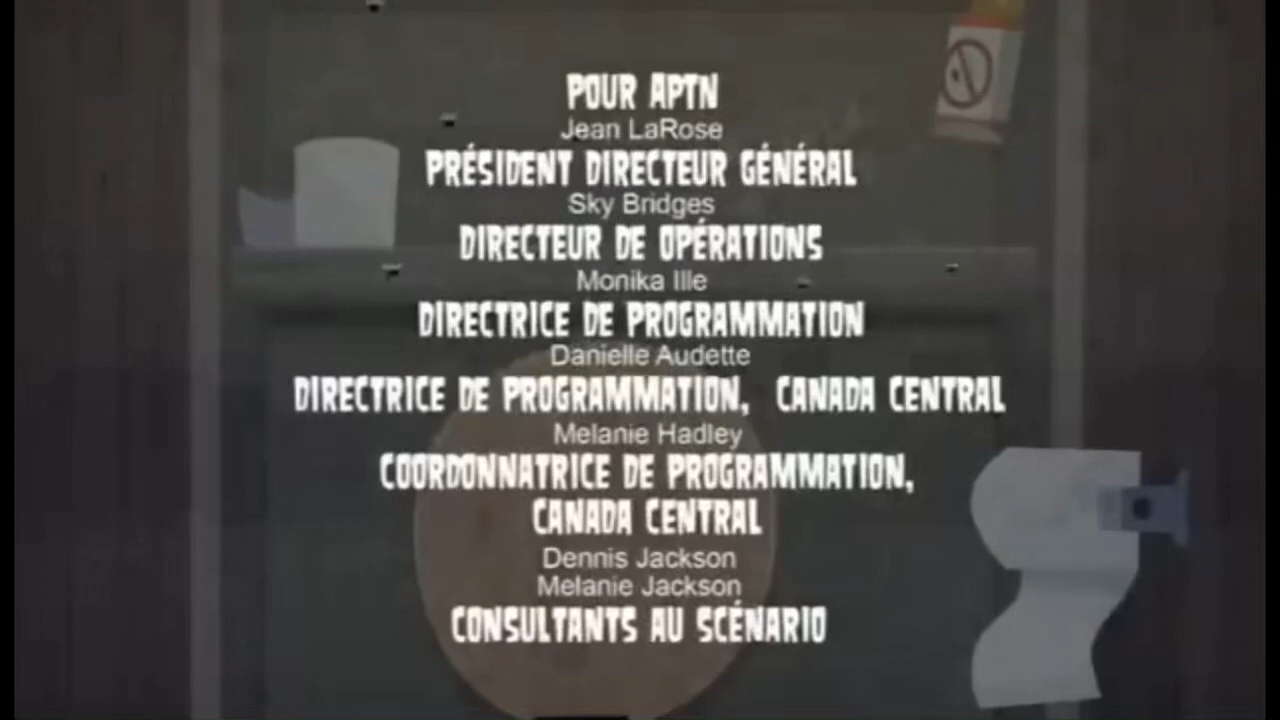 POUR APTN
Jean LaRose
PRÉSIDENT DIRECTEUR GÉNÉRAL
Sky Bridges
DIRECTEUR DE OPÉRATIONS
Monika Ille
DIRECTRICE DE PROGRAMMATION
Danielle Audette
DIRECTRICE DE PROGRAMMATION, CANADA CENTRAL
Melanie Hadley
COORDONNATRICE DE PROGRAMMATION,
CANADA CENTRAL
Dennis Jackson
Melanie Jackson
CONSULTANTS AU SCÉNARIO